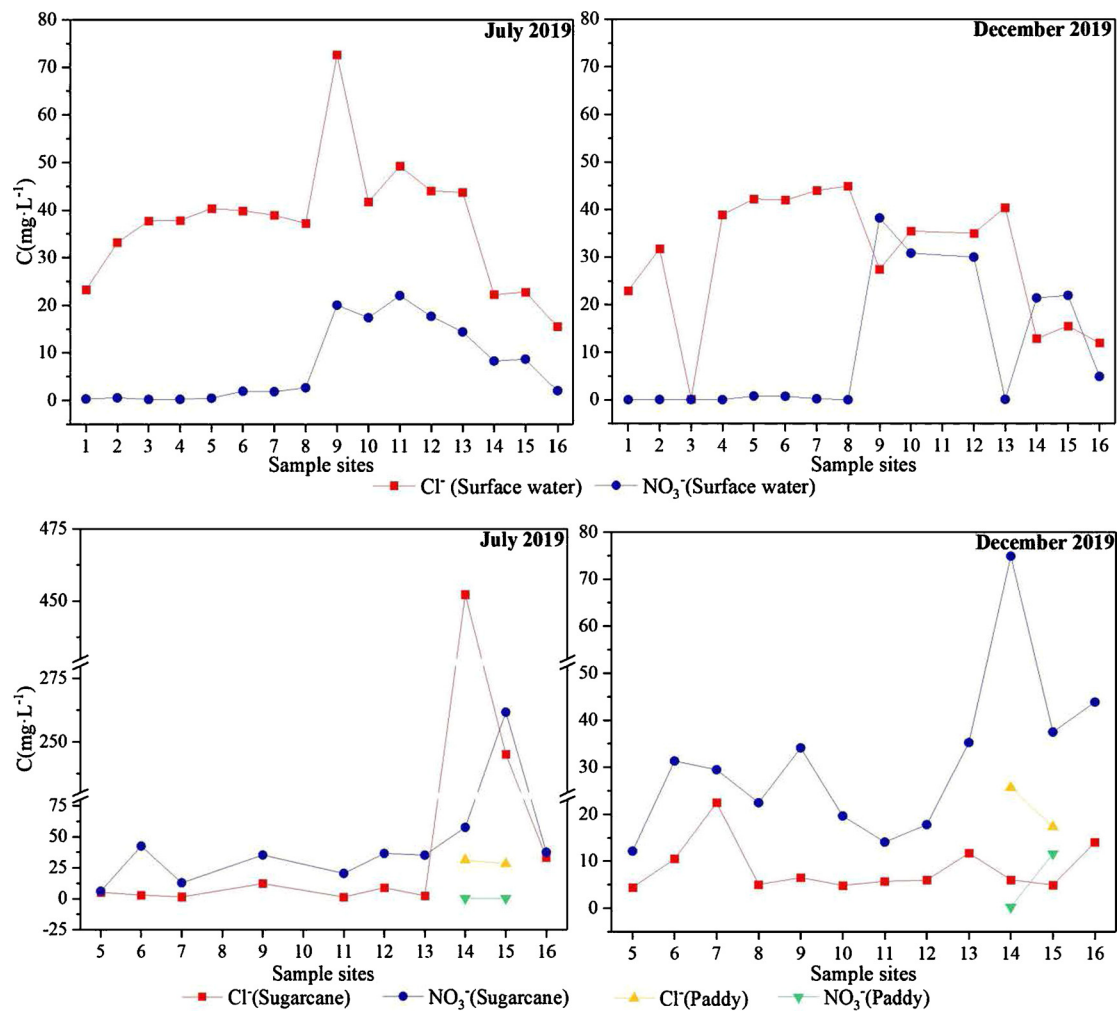 July 2019
December 2019
C(mg·L⁻¹)
80
70
60
50
40
30
20
10
0
1 2 3 4 5 6 7 8 9 10 11 12 13 14 15 16
Sample sites
80
70
60
50
40
30
20
10
0
1 2 3 4 5 6 7 8 9 10 11 12 13 14 15 16
Sample sites
Cl⁻ (Surface water) NO₃⁻(Surface water)
July 2019
December 2019
C(mg·L⁻¹)
475
450
275
250
75
50
25
0
-25
5 6 7 8 9 10 11 12 13 14 15 16
Sample sites
80
70
60
50
40
30
20
10
0
5 6 7 8 9 10 11 12 13 14 15 16
Sample sites
Cl⁻(Sugarcane) NO₃⁻(Sugarcane) Cl⁻(Paddy) NO₃⁻(Paddy)